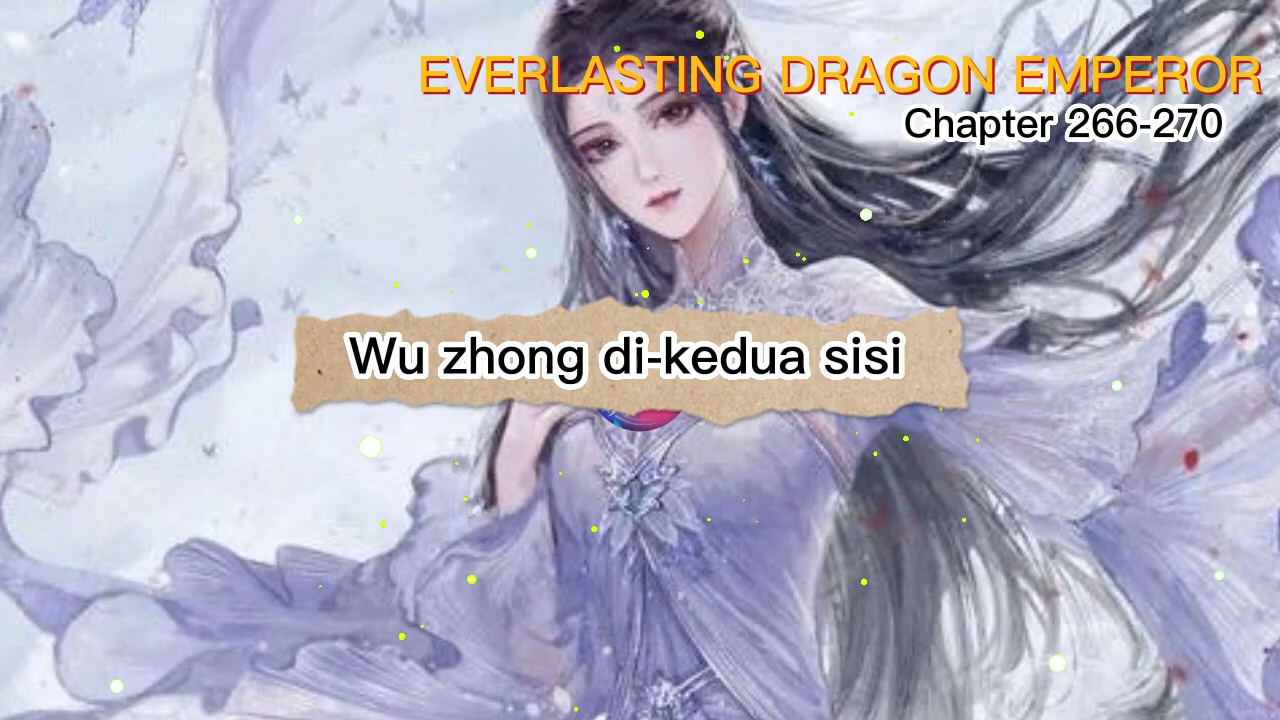 EVERLASTING DRAGON EMPEROR
Chapter 266-270
Wu zhong di-kedua sisi